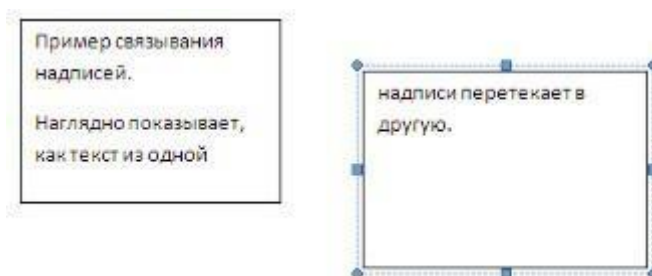 Пример связывания
надписей.
Наглядно показывает,
как текст из одной
надписи перетекает в
другую.